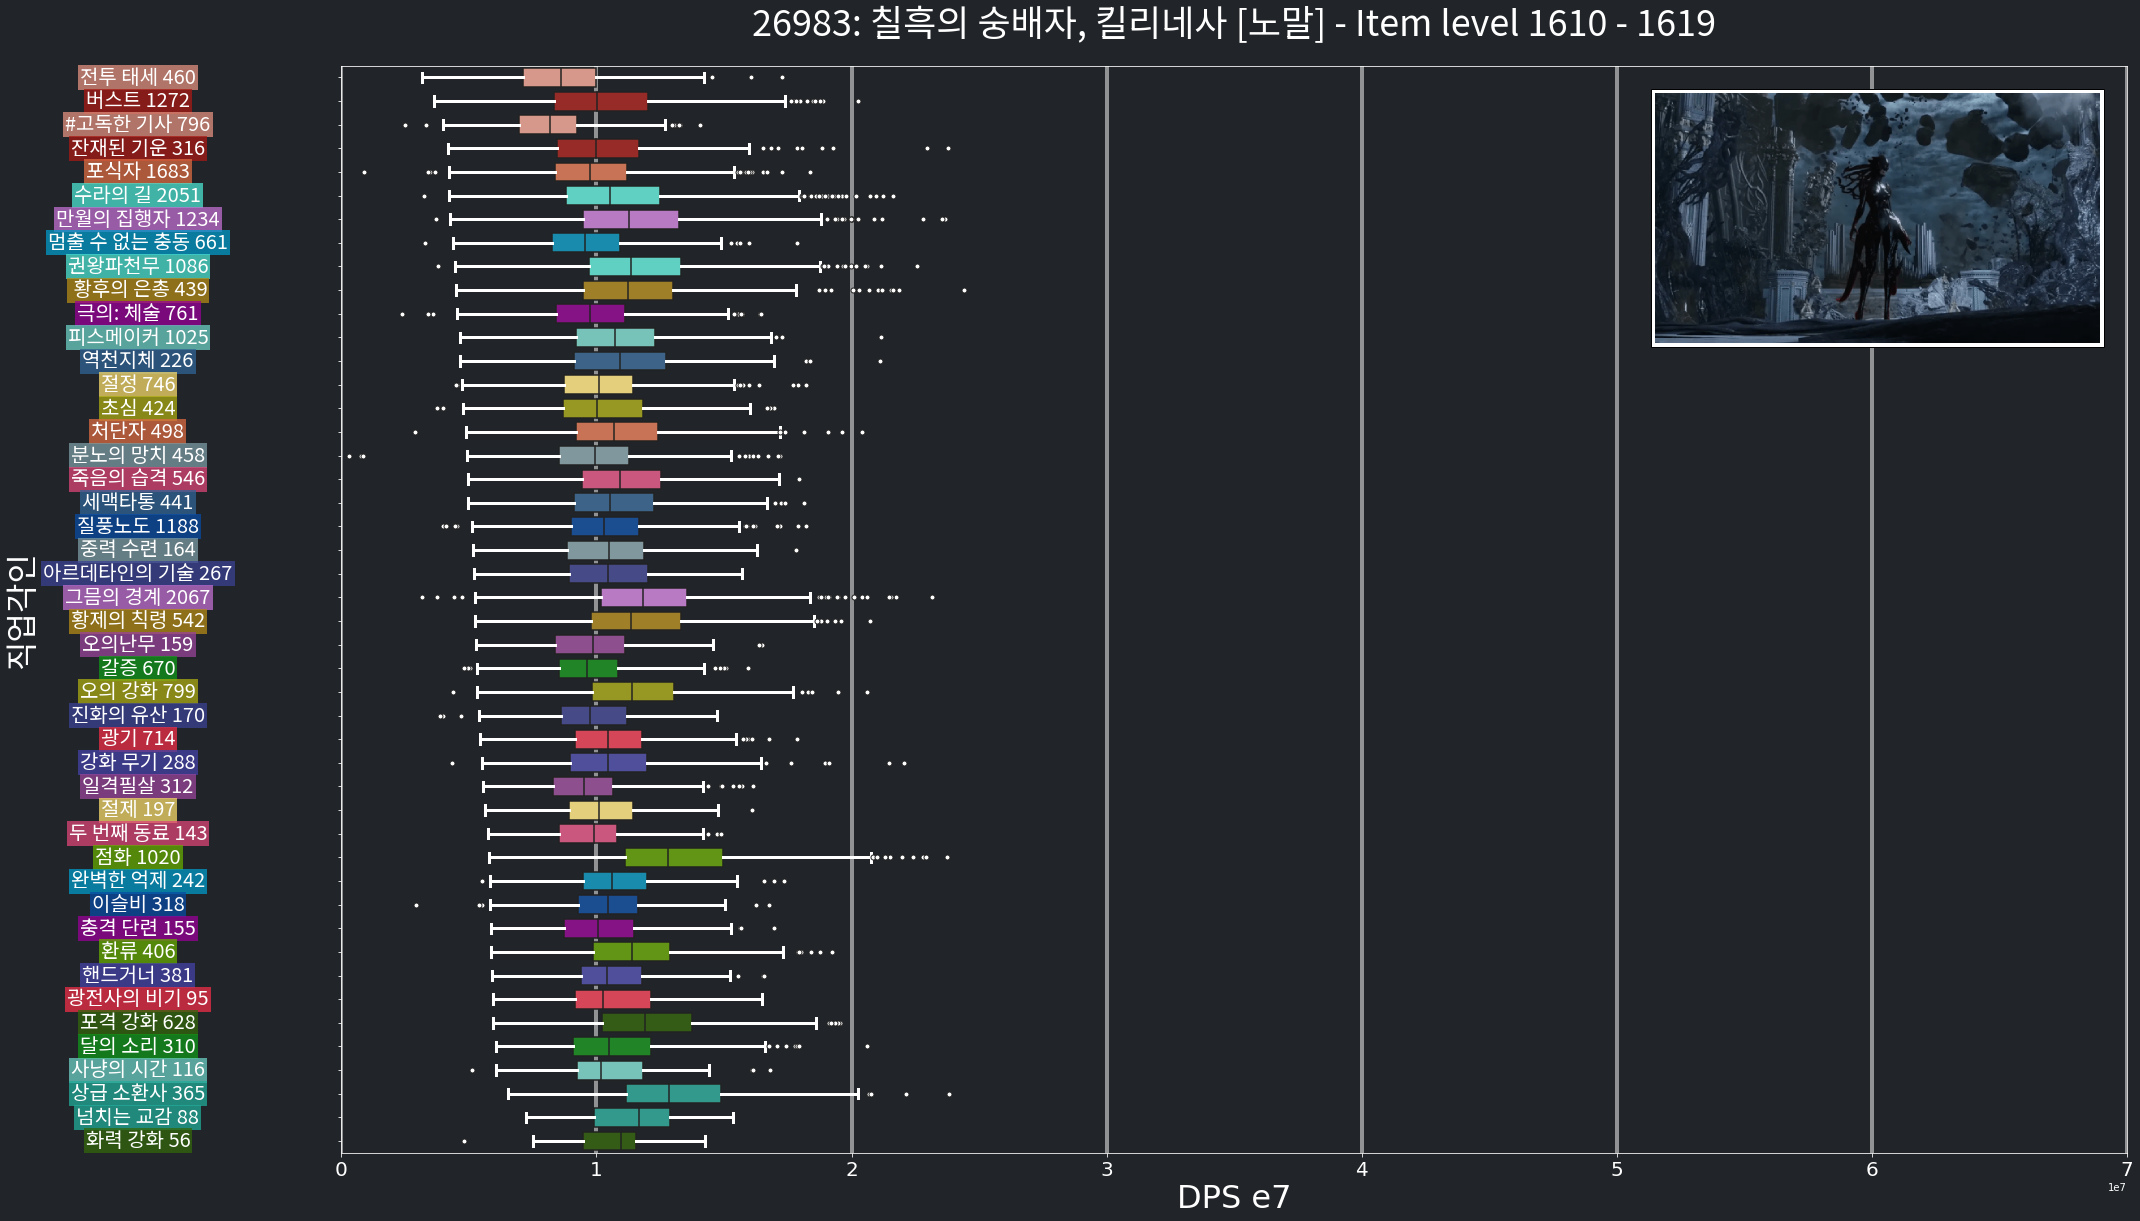 26983: 칠흑의 숭배자, 킬리네사 [노말] - Item level 1610 - 1619
전투 태세 460
버스트 1272
#고독한 기사 796
잔재된 기운 316
포식자 1683
수라의 길 2051
만월의 집행자 1234
멈출 수 없는 충동 661
권왕파천무 1086
황후의 은총 439
극의: 체술 761
피스메이커 1025
역천지체 226
절정 746
초심 424
처단자 498
분노의 망치 458
죽음의 습격 546
세맥타통 441
질풍노도 1188
중력 수련 164
아르데타인의 기술 267
그믐의 경계 2067
황제의 칙령 542
오의난무 159
갈증 670
오의 강화 799
진화의 유산 170
광기 714
강화 무기 288
일격필살 312
절제 197
두 번째 동료 143
점화 1020
완벽한 억제 242
이슬비 318
충격 단련 155
환류 406
핸드거너 381
광전사의 비기 95
포격 강화 628
달의 소리 310
사냥의 시간 116
상급 소환사 365
넘치는 교감 88
화력 강화 56
직업각인
0 1 2 3 4 5 6 7
1e7
DPS e7